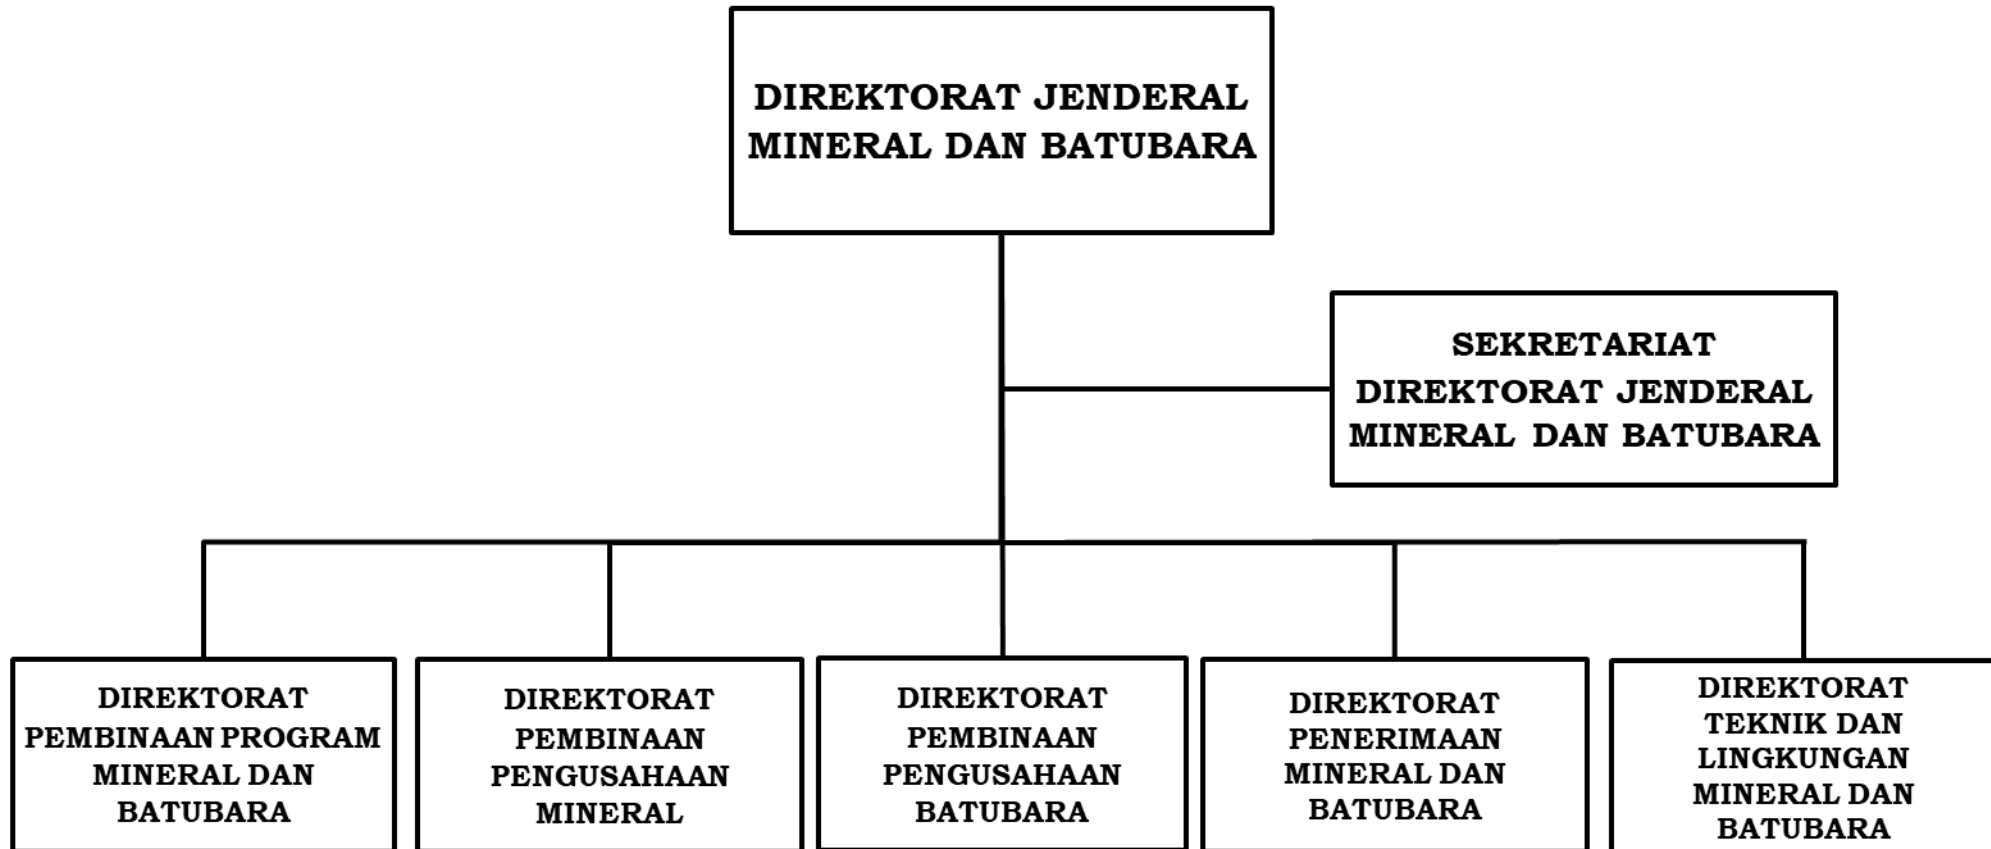 DIREKTORAT JENDERAL
MINERAL DAN BATUBARA
SEKRETARIAT
DIREKTORAT JENDERAL
MINERAL DAN BATUBARA
DIREKTORAT
PEMBINAAN PROGRAM
MINERAL DAN
BATUBARA
DIREKTORAT
PEMBINAAN
PENGUSAHAAN
MINERAL
DIREKTORAT
PEMBINAAN
PENGUSAHAAN
BATUBARA
DIREKTORAT
PENERIMAAN
MINERAL DAN
BATUBARA
DIREKTORAT
TEKNIK DAN
LINGKUNGAN
MINERAL DAN
BATUBARA